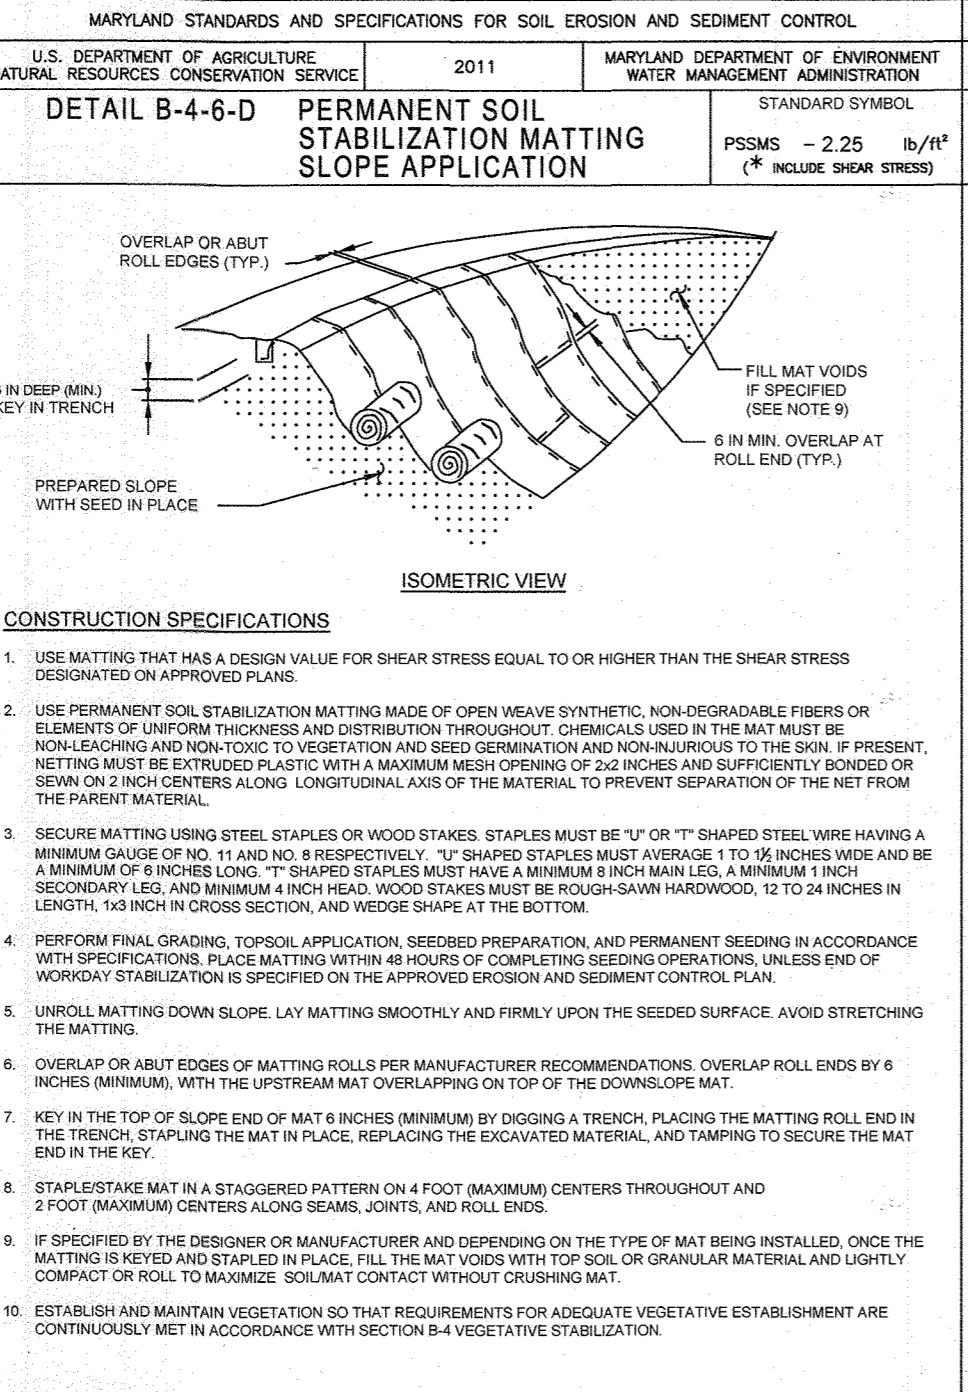 MARYLAND STANDARDS AND SPECIFICATIONS FOR SOIL EROSION AND SEDIMENT CONTROL
U.S. DEPARTMENT OF AGRICULTURE
ATURAL RESOURCES CONSERVATION SERVICE
2011
MARYLAND DEPARTMENT OF ENVIRONMENT
WATER MANAGEMENT ADMINISTRATION
DETAIL B-4-6-D
PERMANENT SOIL
STABILIZATION MATTING
SLOPE APPLICATION
STANDARD SYMBOL
PSSMS - 2.25 lb/ft²
(* INCLUDE SHEAR STRESS)
OVERLAP OR ABUT
ROLL EDGES (TYP.)
6 IN DEEP (MIN.)
KEY IN TRENCH
PREPARED SLOPE
WITH SEED IN PLACE
FILL MAT VOIDS
IF SPECIFIED
(SEE NOTE 9)
6 IN MIN. OVERLAP AT
ROLL END (TYP.)
ISOMETRIC VIEW
CONSTRUCTION SPECIFICATIONS
1. USE MATTING THAT HAS A DESIGN VALUE FOR SHEAR STRESS EQUAL TO OR HIGHER THAN THE SHEAR STRESS
DESIGNATED ON APPROVED PLANS.
2. USE PERMANENT SOIL STABILIZATION MATTING MADE OF OPEN WEAVE SYNTHETIC, NON-DEGRADABLE FIBERS OR
ELEMENTS OF UNIFORM THICKNESS AND DISTRIBUTION THROUGHOUT. CHEMICALS USED IN THE MAT MUST BE
NON-LEACHING AND NON-TOXIC TO VEGETATION AND SEED GERMINATION AND NON-INJURIOUS TO THE SKIN. IF PRESENT,
NETTING MUST BE EXTRUDED PLASTIC WITH A MAXIMUM MESH OPENING OF 2x2 INCHES AND SUFFICIENTLY BONDED OR
SEWN ON 2 INCH CENTERS ALONG LONGITUDINAL AXIS OF THE MATERIAL TO PREVENT SEPARATION OF THE NET FROM
THE PARENT MATERIAL.
3. SECURE MATTING USING STEEL STAPLES OR WOOD STAKES. STAPLES MUST BE "U" OR "T" SHAPED STEEL WIRE HAVING A
MINIMUM GAUGE OF NO. 11 AND NO. 8 RESPECTIVELY. "U" SHAPED STAPLES MUST AVERAGE 1 TO 1½ INCHES WIDE AND BE
A MINIMUM OF 6 INCHES LONG. "T" SHAPED STAPLES MUST HAVE A MINIMUM 8 INCH MAIN LEG, A MINIMUM 1 INCH
SECONDARY LEG, AND MINIMUM 4 INCH HEAD. WOOD STAKES MUST BE ROUGH-SAWN HARDWOOD, 12 TO 24 INCHES IN
LENGTH, 1x3 INCH IN CROSS SECTION, AND WEDGE SHAPE AT THE BOTTOM.
4. PERFORM FINAL GRADING, TOPSOIL APPLICATION, SEEDBED PREPARATION, AND PERMANENT SEEDING IN ACCORDANCE
WITH SPECIFICATIONS. PLACE MATTING WITHIN 48 HOURS OF COMPLETING SEEDING OPERATIONS, UNLESS END OF
WORKDAY STABILIZATION IS SPECIFIED ON THE APPROVED EROSION AND SEDIMENT CONTROL PLAN.
5. UNROLL MATTING DOWN SLOPE. LAY MATTING SMOOTHLY AND FIRMLY UPON THE SEEDED SURFACE. AVOID STRETCHING
THE MATTING.
6. OVERLAP OR ABUT EDGES OF MATTING ROLLS PER MANUFACTURER RECOMMENDATIONS. OVERLAP ROLL ENDS BY 6
INCHES (MINIMUM), WITH THE UPSTREAM MAT OVERLAPPING ON TOP OF THE DOWNSLOPE MAT.
7. KEY IN THE TOP OF SLOPE END OF MAT 6 INCHES (MINIMUM) BY DIGGING A TRENCH, PLACING THE MATTING ROLL END IN
THE TRENCH, STAPLING THE MAT IN PLACE, REPLACING THE EXCAVATED MATERIAL, AND TAMPING TO SECURE THE MAT
END IN THE KEY.
8. STAPLE/STAKE MAT IN A STAGGERED PATTERN ON 4 FOOT (MAXIMUM) CENTERS THROUGHOUT AND
2 FOOT (MAXIMUM) CENTERS ALONG SEAMS, JOINTS, AND ROLL ENDS.
9. IF SPECIFIED BY THE DESIGNER OR MANUFACTURER AND DEPENDING ON THE TYPE OF MAT BEING INSTALLED, ONCE THE
MATTING IS KEYED AND STAPLED IN PLACE, FILL THE MAT VOIDS WITH TOP SOIL OR GRANULAR MATERIAL AND LIGHTLY
COMPACT OR ROLL TO MAXIMIZE SOIL/MAT CONTACT WITHOUT CRUSHING MAT.
10. ESTABLISH AND MAINTAIN VEGETATION SO THAT REQUIREMENTS FOR ADEQUATE VEGETATIVE ESTABLISHMENT ARE
CONTINUOUSLY MET IN ACCORDANCE WITH SECTION B-4 VEGETATIVE STABILIZATION.